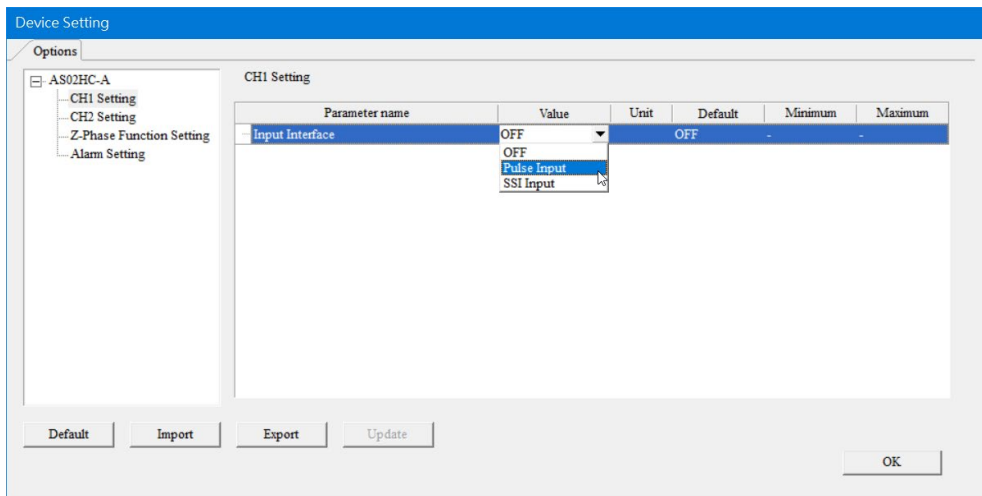 Device Setting
Options
AS02HC-A
CH1 Setting
CH2 Setting
Z-Phase Function Setting
Alarm Setting
CH1 Setting
Parameter name Value Unit Default Minimum Maximum
Input Interface OFF OFF - -
OFF
Pulse Input
SSI Input
Default Import Export Update
OK